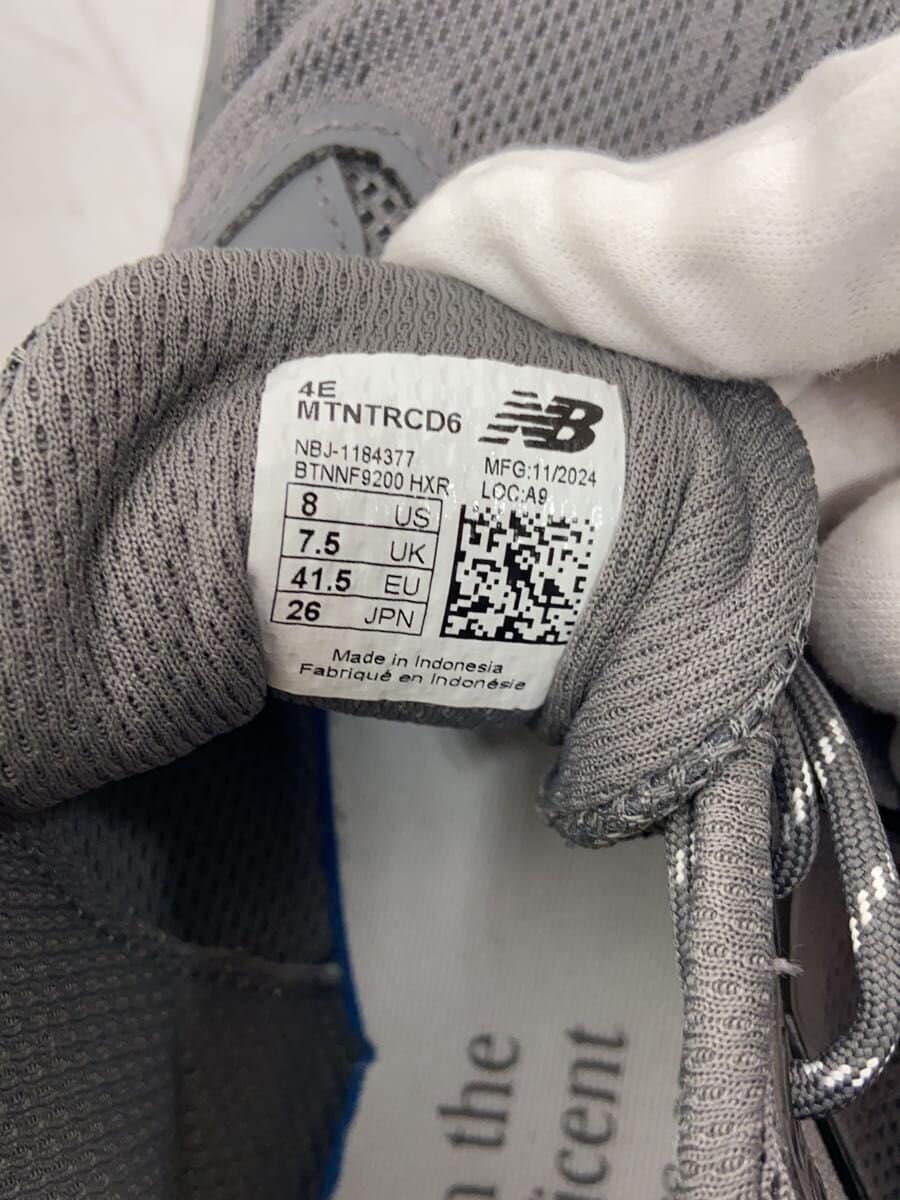 4E
MTNTRCD6
NB
NBJ-1184377
BTNNF9200 HXR
MFG:11/2024
LOC:A9
8 US
7.5 UK
41.5 EU
26 JPN
Made in Indonesia
Fabriqué en Indonésie
the
icent